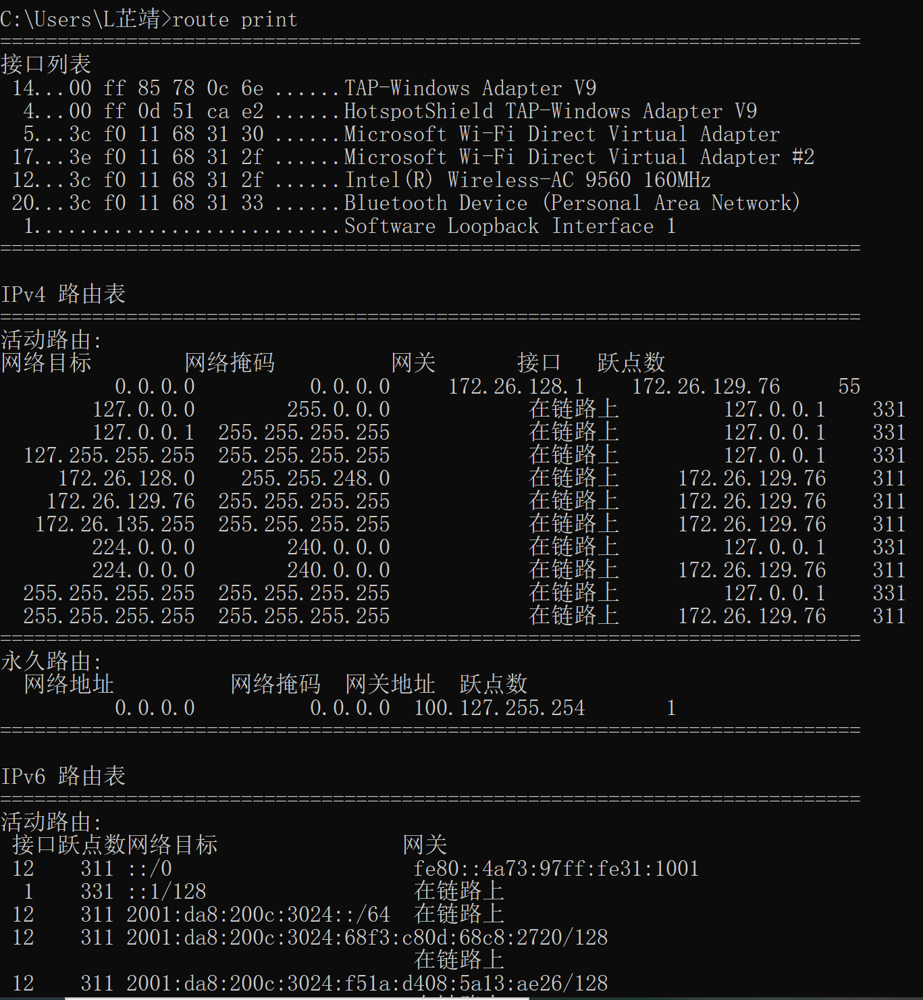 C:\Users\L芷靖>route print
===========================================================================
接口列表
 14...00 ff 85 78 0c 6e ......TAP-Windows Adapter V9
  4...00 ff 0d 51 ca e2 ......HotspotShield TAP-Windows Adapter V9
  5...3c f0 11 68 31 30 ......Microsoft Wi-Fi Direct Virtual Adapter
 17...3e f0 11 68 31 2f ......Microsoft Wi-Fi Direct Virtual Adapter #2
 12...3c f0 11 68 31 2f ......Intel(R) Wireless-AC 9560 160MHz
 20...3c f0 11 68 31 33 ......Bluetooth Device (Personal Area Network)
  1...........................Software Loopback Interface 1
===========================================================================

IPv4 路由表
===========================================================================
活动路由:
网络目标        网络掩码          网关       接口   跃点数
          0.0.0.0          0.0.0.0     172.26.128.1    172.26.129.76     55
        127.0.0.0        255.0.0.0            在链路上         127.0.0.1    331
        127.0.0.1  255.255.255.255            在链路上         127.0.0.1    331
  127.255.255.255  255.255.255.255            在链路上         127.0.0.1    331
     172.26.128.0    255.255.248.0            在链路上     172.26.129.76    311
    172.26.129.76  255.255.255.255            在链路上     172.26.129.76    311
   172.26.135.255  255.255.255.255            在链路上     172.26.129.76    311
        224.0.0.0        240.0.0.0            在链路上         127.0.0.1    331
        224.0.0.0        240.0.0.0            在链路上     172.26.129.76    311
  255.255.255.255  255.255.255.255            在链路上         127.0.0.1    331
  255.255.255.255  255.255.255.255            在链路上     172.26.129.76    311
===========================================================================
永久路由:
  网络地址          网络掩码  网关地址  跃点数
          0.0.0.0          0.0.0.0  100.127.255.254       1
===========================================================================

IPv6 路由表
===========================================================================
活动路由:
 接口跃点数网络目标                网关
 12    311 ::/0                     fe80::4a73:97ff:fe31:1001
  1    331 ::1/128                  在链路上
 12    311 2001:da8:200c:3024::/64  在链路上
 12    311 2001:da8:200c:3024:68f3:c80d:68c8:2720/128
                                    在链路上
 12    311 2001:da8:200c:3024:f51a:d408:5a13:ae26/128